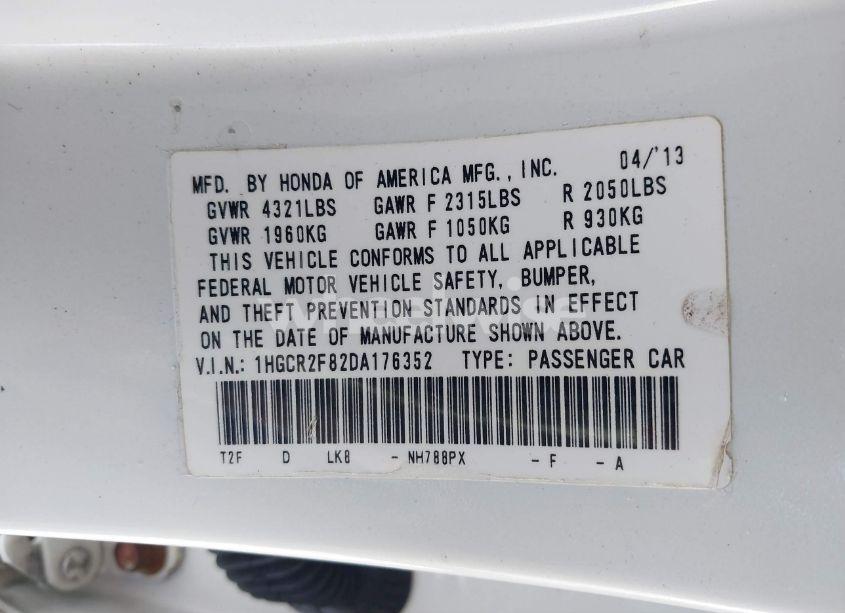 MFD. BY HONDA OF AMERICA MFG., INC. 04/'13
GVWR 4321LBS GAWR F 2315LBS R 2050LBS
GVWR 1960KG GAWR F 1050KG R 930KG
THIS VEHICLE CONFORMS TO ALL APPLICABLE
FEDERAL MOTOR VEHICLE SAFETY, BUMPER,
AND THEFT PREVENTION STANDARDS IN EFFECT
ON THE DATE OF MANUFACTURE SHOWN ABOVE.
V.I.N.: 1HGCR2F82DA176352 TYPE: PASSENGER CAR
T2F D LK8 - NH788PX - F - A